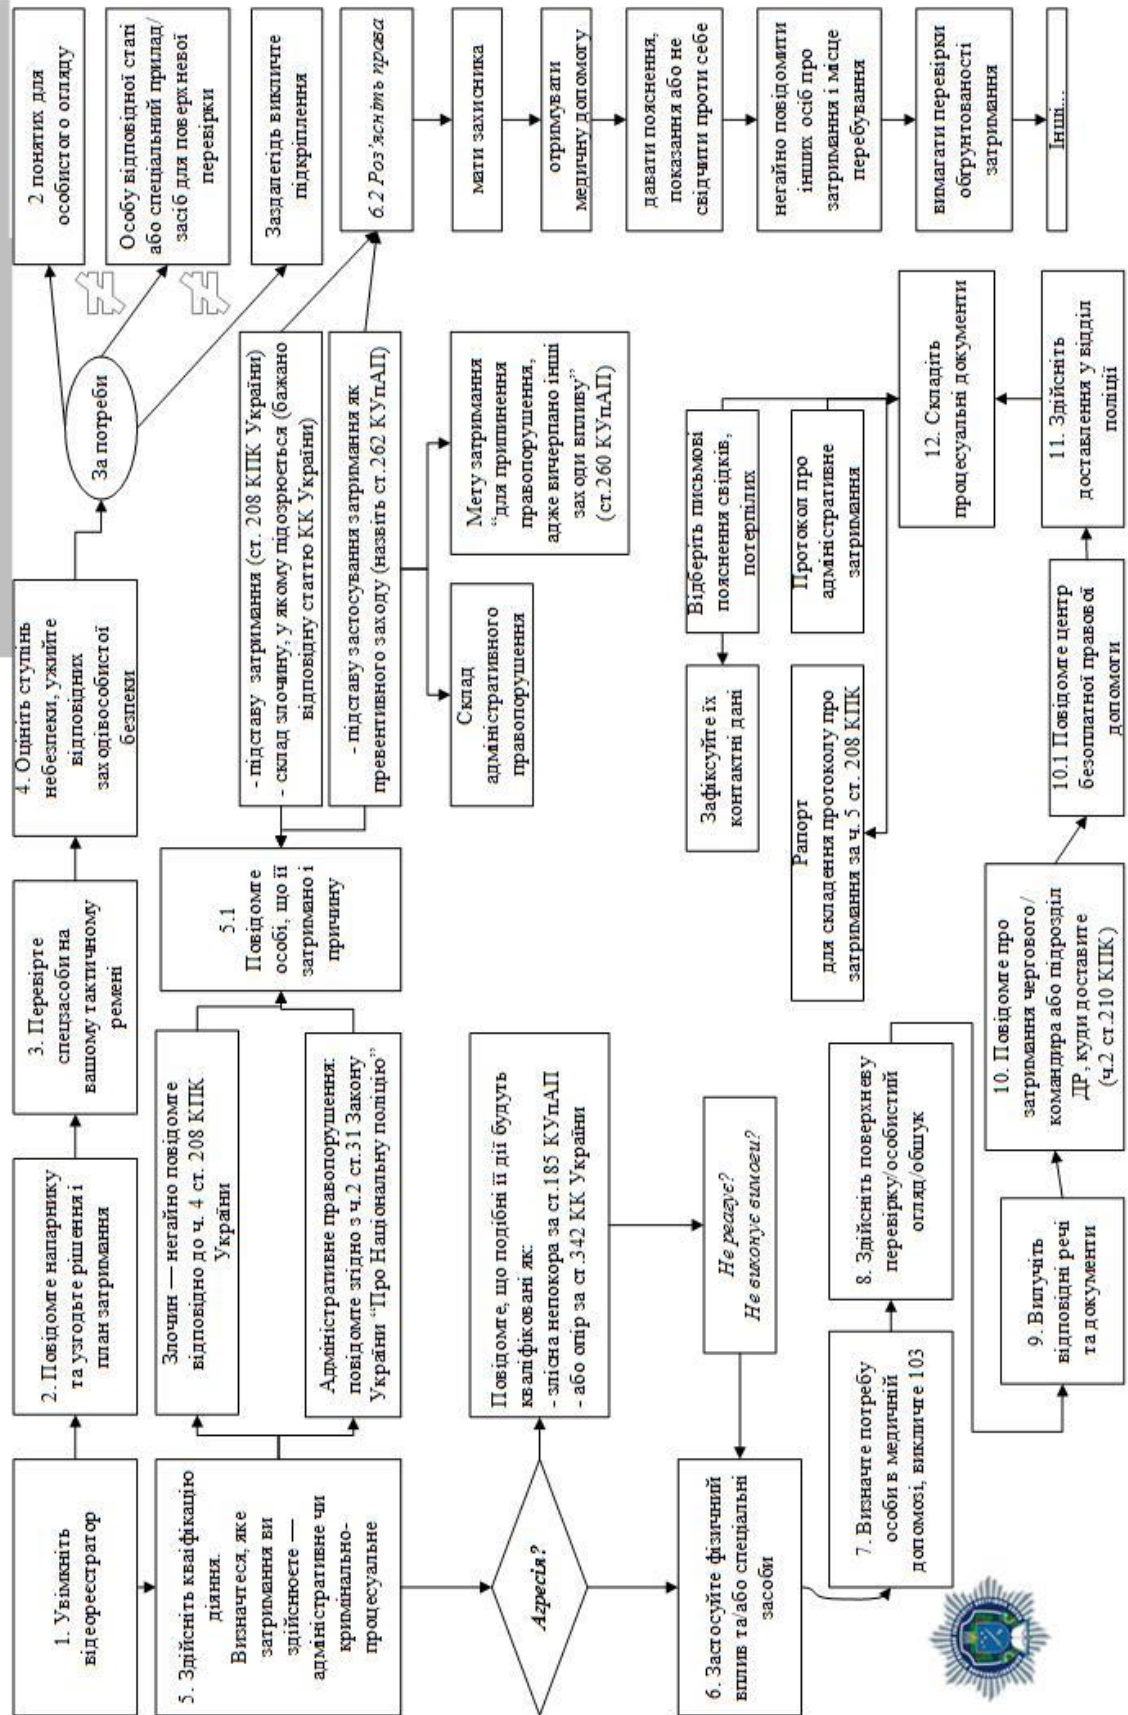 1. Увімкніть
відеореєстратор
2. Повідомте напарнику
та узгодьте рішення і
план затримання
3. Перевірте
спецзасоби на
вашому тактичному
ремені
4. Оцініть ступінь
небезпеки, ужийте
відповідних
заходівособистої
безпеки
За потреби
2 понятих для
особистого огляду
Особу відповідної статі
або спеціальний прилад/
засіб для поверхневої
перевірки
Заздалегідь викличте
підкріплення
5. Здійсніть кваіфікацію
діяння.
Визначтеся, яке
затримання ви
здійснюєте —
адміністративне чи
кримінально-
процесуальне
Злочин — негайно повідомте
відповідно до ч. 4 ст. 208 КПК
України
Адміністративне правопорушення:
повідомте згідно з ч.2 ст.31 Закону
України “Про Національну поліцію”
5.1
Повідомте
особі, що її
затримано і
причину
- підставу затримання (ст. 208 КПК України)
- склад злочину, у якому підозрюється (бажано
відповідну статтю КК України)
- підставу застосування затримання як
превентивного заходу (назвіть ст.262 КУпАП)
Склад
адміністративного
правопорушення
Мету затримання
“для припинення
правопорушення,
адже вичерпано інші
заходи впливу”
(ст.260 КУпАП)
6.2 Роз’ясніть права
мати захисника
отримувати
медичну допомогу
давати пояснення,
показання або не
свідчити проти себе
негайно повідомити
інших осіб про
затримання і місце
перебування
вимагати перевірки
обгрунтованості
затримання
Інші...
Агресія?
Повідомте, що подібні її дії будуть
кваліфіковані як:
- злісна непокора за ст.185 КУпАП
- або опір за ст.342 КК України
Не реагує?
Не виконує вимоги?
6. Застосуйте фізичний
вплив та/або спеціальні
засоби
7. Визначте потребу
особи в медичній
допомозі, викличте 103
8. Здійсніть поверхневу
перевірку/особистий
огляд/обшук
9. Вилучіть
відповідні речі
та документи
10. Повідомте про
затримання чергового/
командира або підрозділ
ДР, куди доставите
(ч.2 ст.210 КПК)
10.1 Повідомте центр
безоплатної правової
допомоги
11. Здійсніть
доставлення у відділ
поліції
12. Складіть
процесуальні документи
Відберіть письмові
пояснення свідків,
потерпілих
Зафіксуйте їх
контактні дані
Протокол про
адміністративне
затримання
Рапорт
для складення протоколу про
затримання за ч. 5 ст. 208 КПК